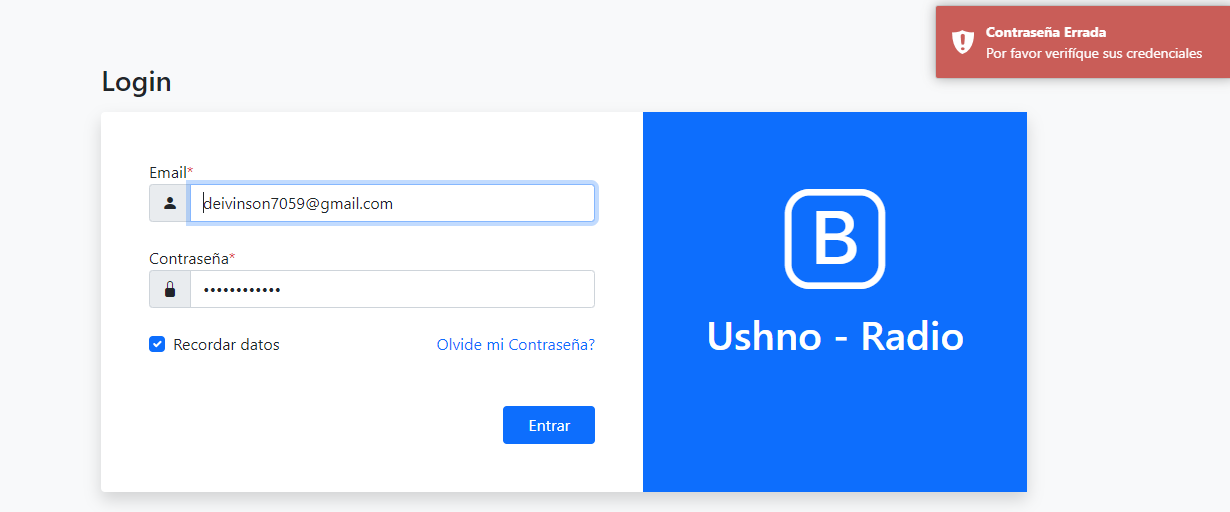 Contraseña Errada
Por favor verifíque sus credenciales
Login
Email*
deivinson7059@gmail.com
Contraseña*
••••••••••••
Recordar datos
Olvide mi Contraseña?
Entrar
B
Ushno - Radio